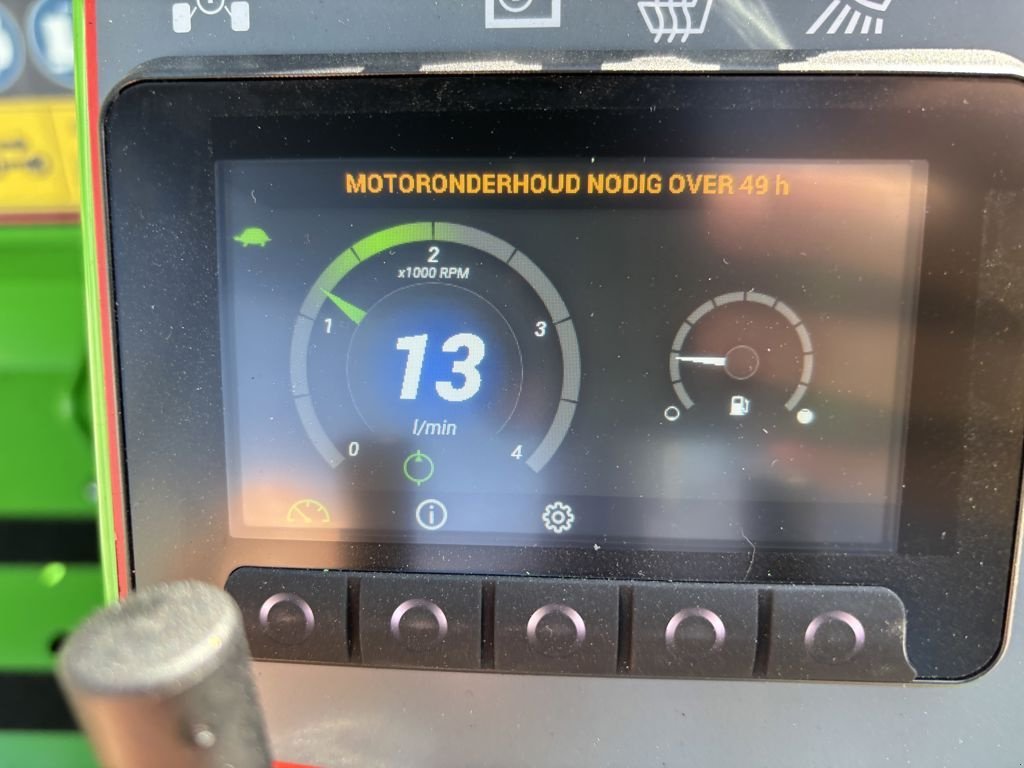 MOTORONDERHOUD NODIG OVER 49 h
2
x1000 RPM
1
3
13
l/min
0
4